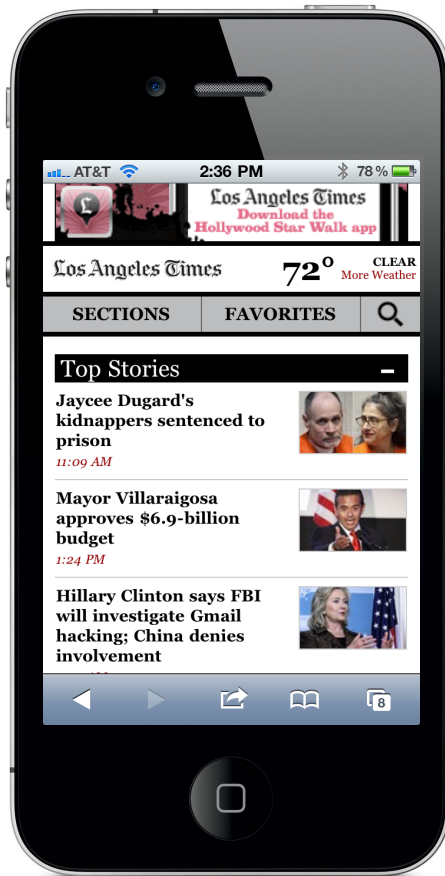 AT&T 2:36 PM 78%
L
Los Angeles Times
Download the
Hollywood Star Walk app
Los Angeles Times 72° CLEAR
More Weather
SECTIONS FAVORITES
Top Stories
Jaycee Dugard's
kidnappers sentenced to
prison
11:09 AM
Mayor Villaraigosa
approves $6.9-billion
budget
1:24 PM
Hillary Clinton says FBI
will investigate Gmail
hacking; China denies
involvement
8